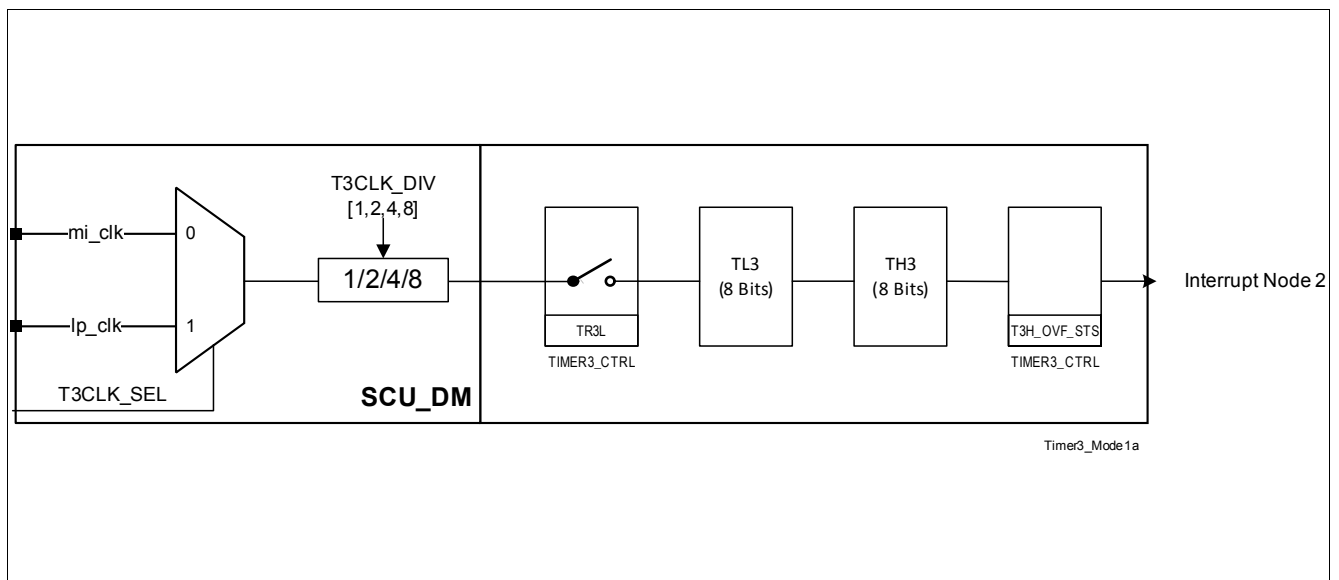 T3CLK_DIV
[1,2,4,8]
mi_clk
0
1/2/4/8
TL3
(8 Bits)
TH3
(8 Bits)
Interrupt Node 2
lp_clk
1
TR3L
T3H_OVF_STS
TIMER3_CTRL
TIMER3_CTRL
T3CLK_SEL
SCU_DM
Timer3_Mode1a